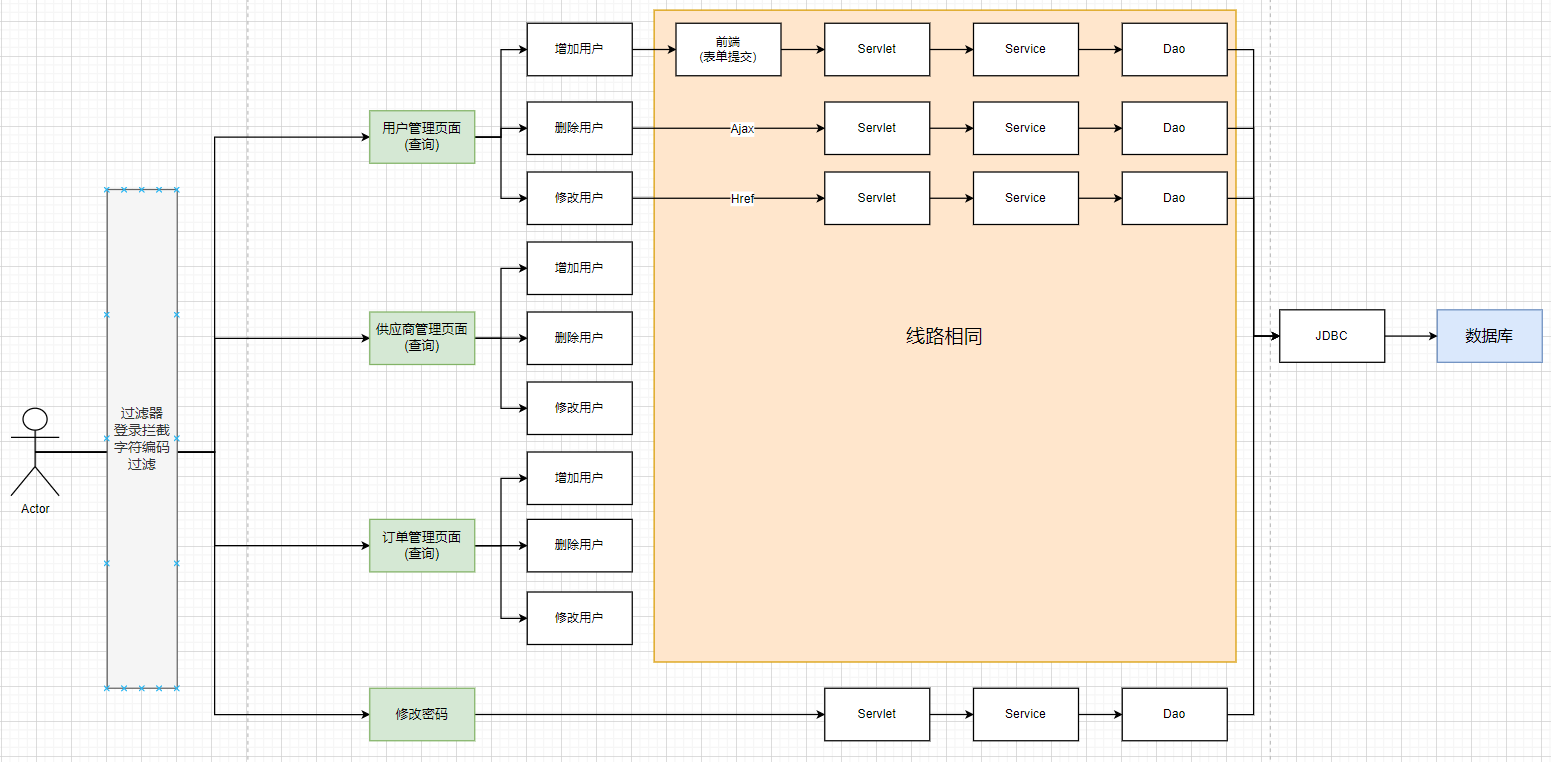 增加用户
前端
(表单提交)
Servlet
Service
Dao
用户管理页面
(查询)
删除用户
Ajax
Servlet
Service
Dao
修改用户
Href
Servlet
Service
Dao
增加用户
供应商管理页面
(查询)
删除用户
线路相同
JDBC
数据库
修改用户
过滤器
登录拦截
字符编码
过滤
Actor
增加用户
订单管理页面
(查询)
删除用户
修改用户
修改密码
Servlet
Service
Dao